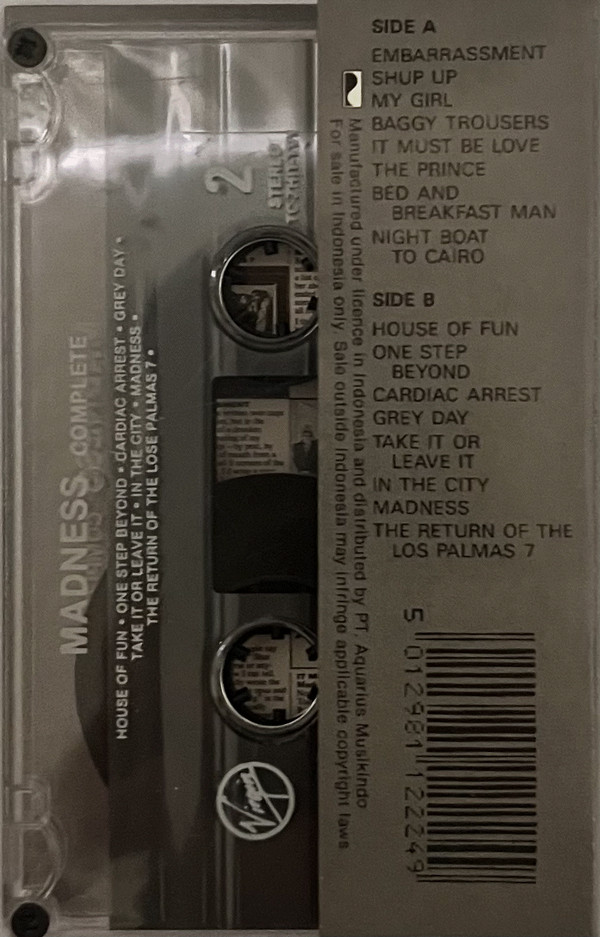 SIDE A
EMBARRASSMENT
SHUP UP
MY GIRL
BAGGY TROUSERS
IT MUST BE LOVE
THE PRINCE
BED AND
BREAKFAST MAN
NIGHT BOAT
TO CAIRO
SIDE B
HOUSE OF FUN
ONE STEP
BEYOND
CARDIAC ARREST
GREY DAY
TAKE IT OR
LEAVE IT
IN THE CITY
MADNESS
THE RETURN OF THE
LOS PALMAS 7
5 012981 122249
Manufactured under licence in Indonesia and distributed by PT. Aquarius Musikindo
For sale in Indonesia only. Sale outside Indonesia may infringe applicable copyright laws
MADNESS COMPLETE
HOUSE OF FUN • ONE STEP BEYOND • CARDIAC ARREST • GREY DAY •
TAKE IT OR LEAVE IT • IN THE CITY • MADNESS •
THE RETURN OF THE LOSE PALMAS 7 •
2
STEREO
Virgin